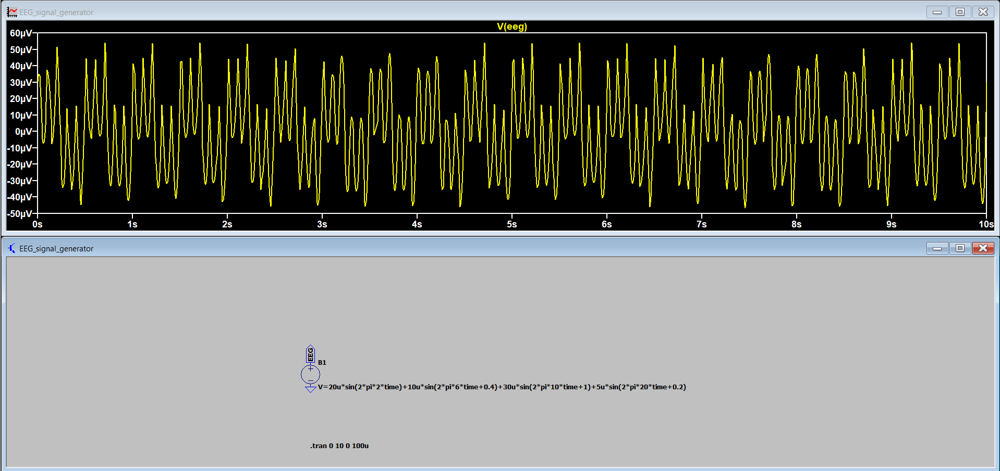 EEG_signal_generator
V(eeg)
60µV
50µV
40µV
30µV
20µV
10µV
0µV
-10µV
-20µV
-30µV
-40µV
-50µV
0s 1s 2s 3s 4s 5s 6s 7s 8s 9s 10s
EEG_signal_generator
EEG
B1
V=20u*sin(2*pi*2*time)+10u*sin(2*pi*6*time+0.4)+30u*sin(2*pi*10*time+1)+5u*sin(2*pi*20*time+0.2)
.tran 0 10 0 100u